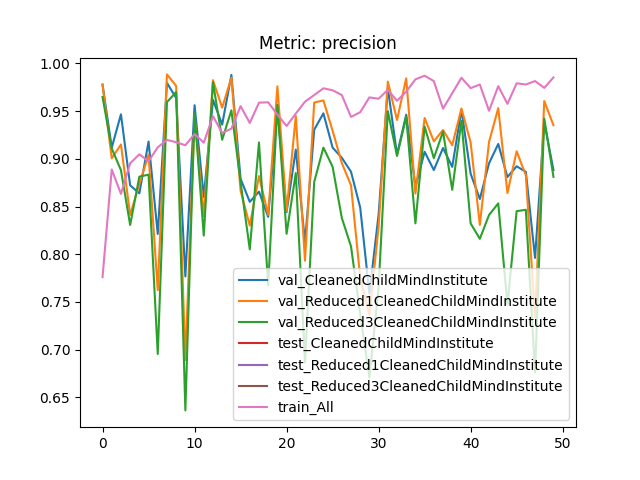 Metric: precision
1.00
0.95
0.90
0.85
0.80
0.75
0.70
0.65
val_CleanedChildMindInstitute
val_Reduced1CleanedChildMindInstitute
val_Reduced3CleanedChildMindInstitute
test_CleanedChildMindInstitute
test_Reduced1CleanedChildMindInstitute
test_Reduced3CleanedChildMindInstitute
train_All
0 10 20 30 40 50